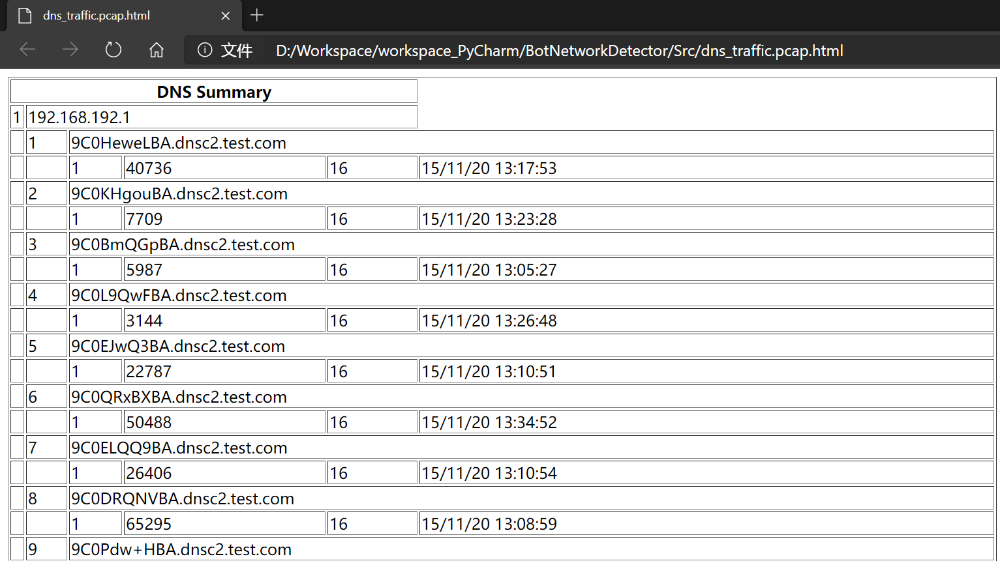 dns_traffic.pcap.html
文件 D:/Workspace/workspace_PyCharm/BotNetworkDetector/Src/dns_traffic.pcap.html
DNS Summary
1 192.168.192.1
1 9C0HeweLBA.dnsc2.test.com
1 40736 16 15/11/20 13:17:53
2 9C0KHgouBA.dnsc2.test.com
1 7709 16 15/11/20 13:23:28
3 9C0BmQGpBA.dnsc2.test.com
1 5987 16 15/11/20 13:05:27
4 9C0L9QwFBA.dnsc2.test.com
1 3144 16 15/11/20 13:26:48
5 9C0EJwQ3BA.dnsc2.test.com
1 22787 16 15/11/20 13:10:51
6 9C0QRxBXBA.dnsc2.test.com
1 50488 16 15/11/20 13:34:52
7 9C0ELQQ9BA.dnsc2.test.com
1 26406 16 15/11/20 13:10:54
8 9C0DRQNVBA.dnsc2.test.com
1 65295 16 15/11/20 13:08:59
9 9C0Pdw+HBA.dnsc2.test.com